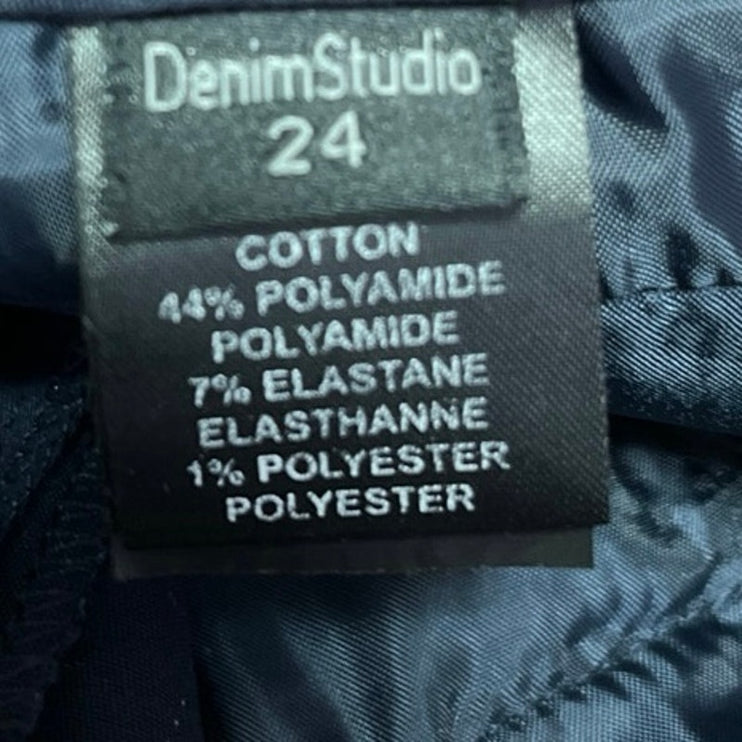 DenimStudio
24
COTTON
44% POLYAMIDE
POLYAMIDE
7% ELASTANE
ELASTHANNE
1% POLYESTER
POLYESTER